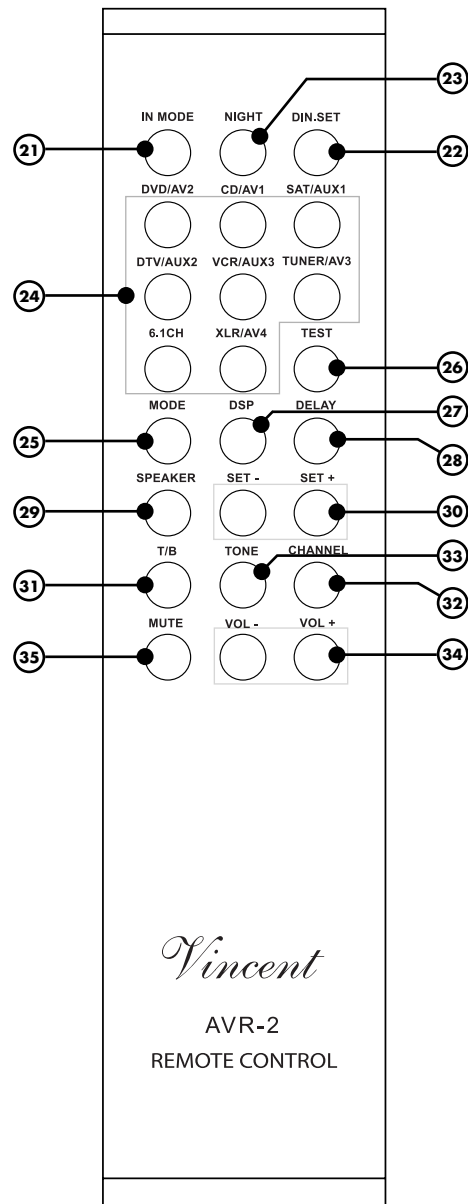 23
IN MODE NIGHT DIN.SET
21 22
DVD/AV2 CD/AV1 SAT/AUX1
DTV/AUX2 VCR/AUX3 TUNER/AV3
24
6.1CH XLR/AV4 TEST
26
27
MODE DSP DELAY
25 28
SPEAKER SET - SET +
29 30
33
T/B TONE CHANNEL
31 32
MUTE VOL - VOL +
35 34
Vincent
AVR-2
REMOTE CONTROL